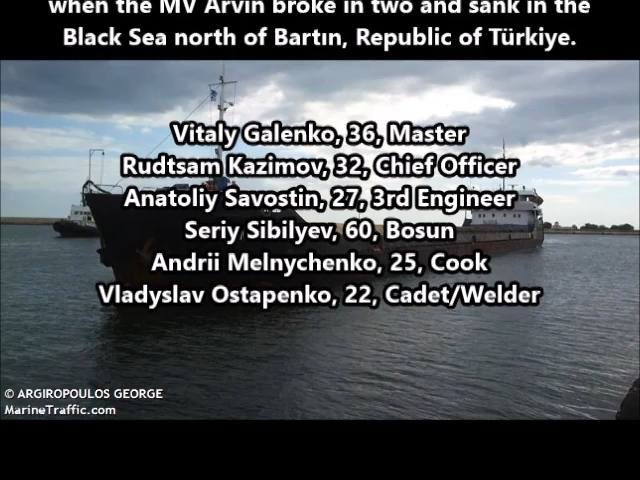 when the MV Arvin broke in two and sank in the
Black Sea north of Bartın, Republic of Türkiye.
Vitaly Galenko, 36, Master
Rudtsam Kazimov, 32, Chief Officer
Anatoliy Savostin, 27, 3rd Engineer
Seriy Sibilyev, 60, Bosun
Andrii Melnychenko, 25, Cook
Vladyslav Ostapenko, 22, Cadet/Welder
© ARGIROPOULOS GEORGE
MarineTraffic.com